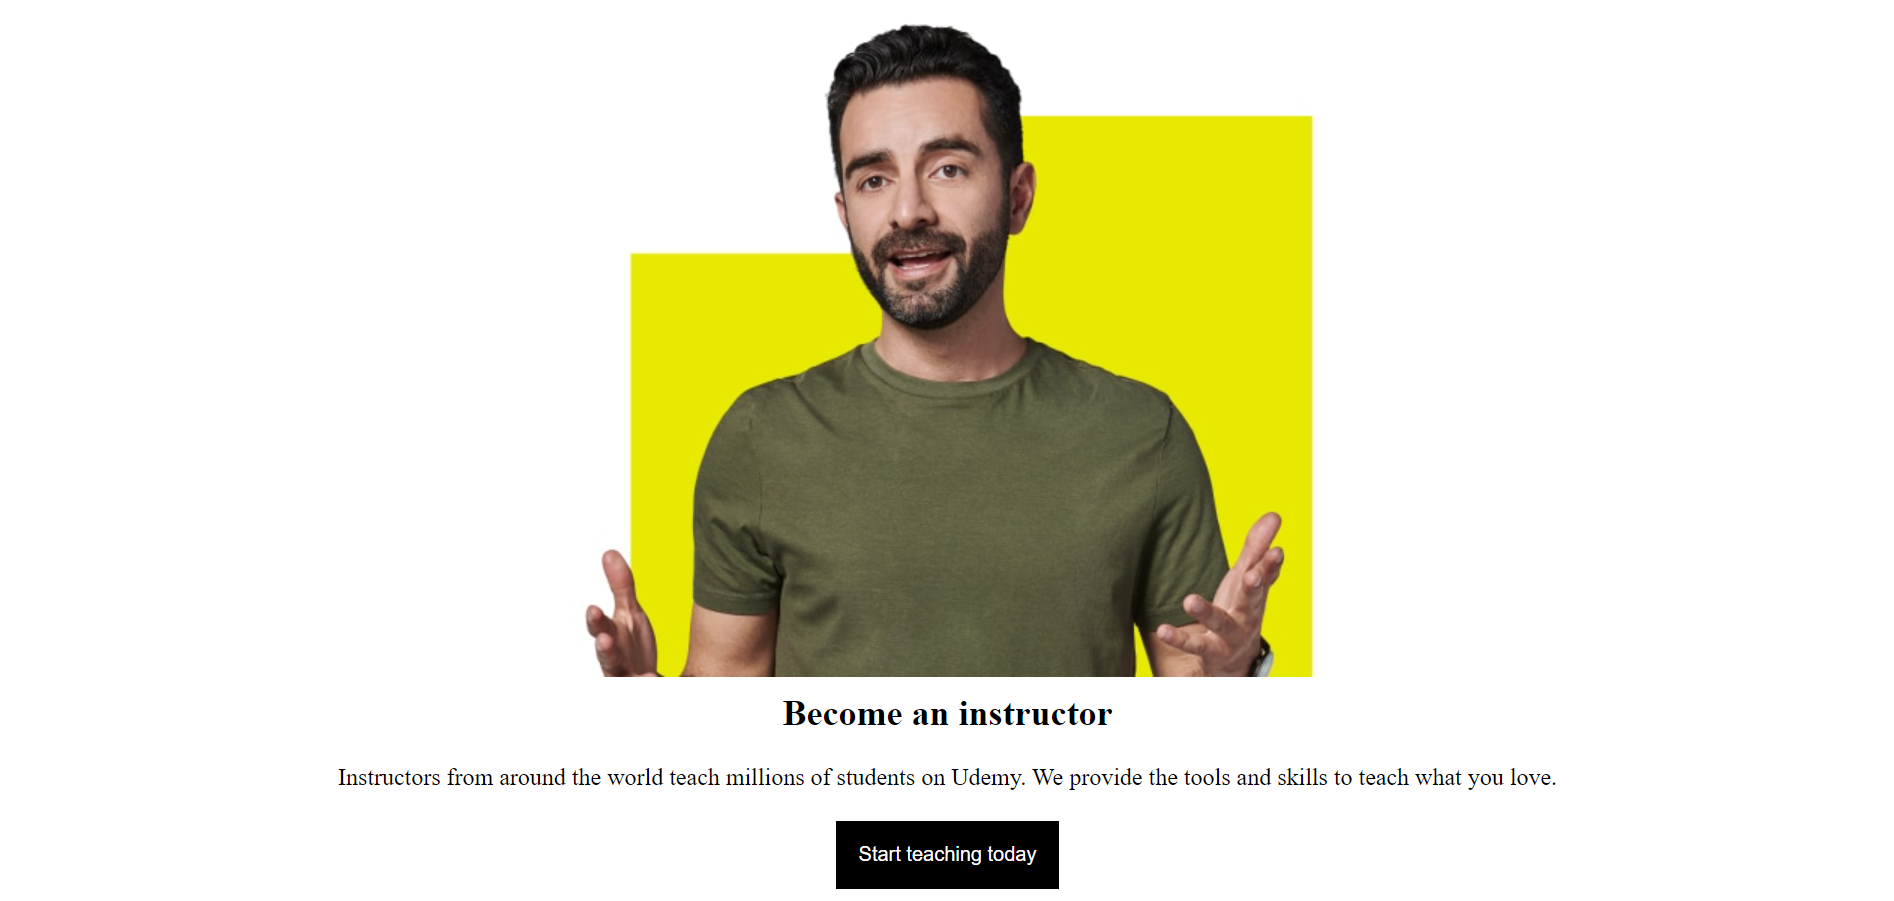 Become an instructor
Instructors from around the world teach millions of students on Udemy. We provide the tools and skills to teach what you love.
Start teaching today